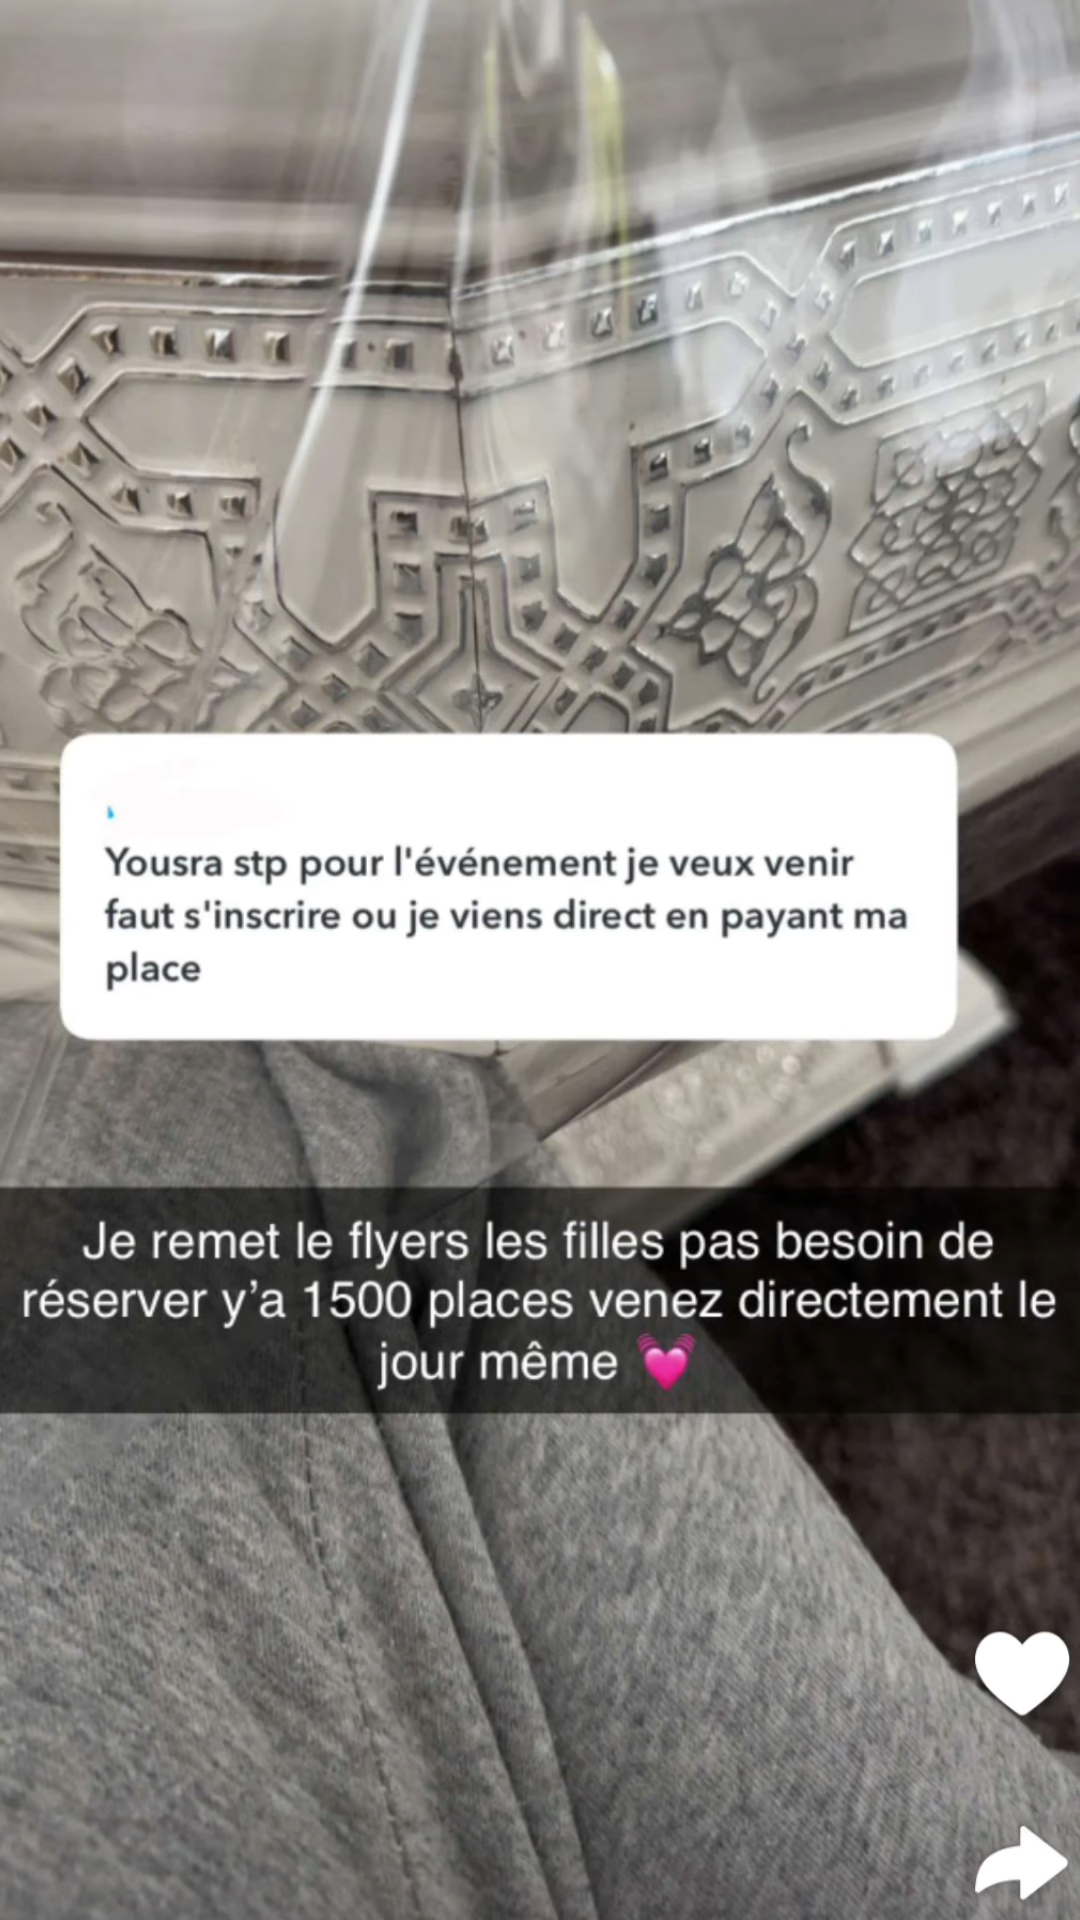 Yousra stp pour l'événement je veux venir
faut s'inscrire ou je viens direct en payant ma
place
Je remet le flyers les filles pas besoin de
réserver y’a 1500 places venez directement le
jour même 💓